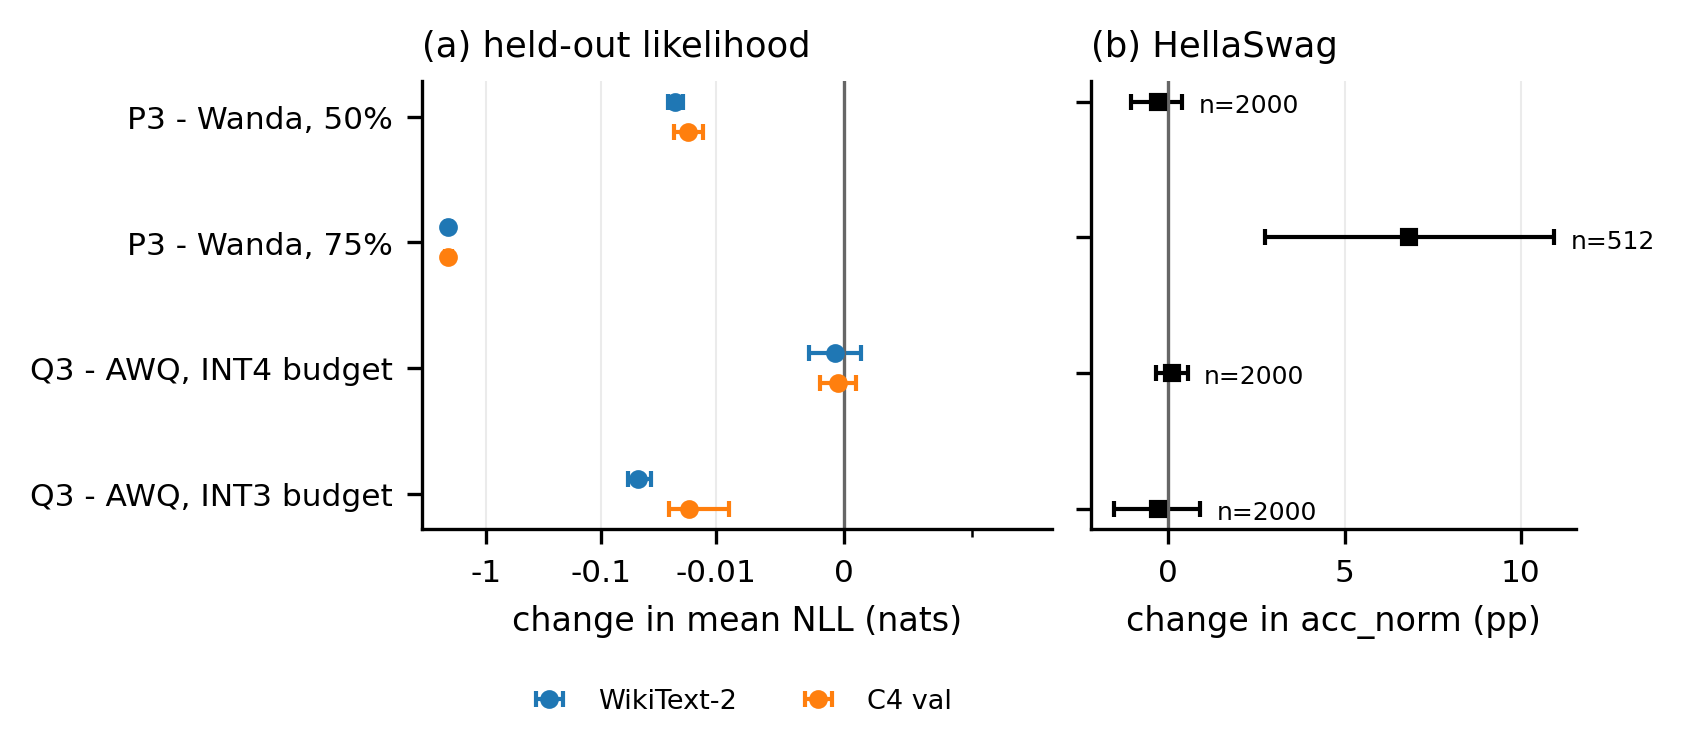 (a) held-out likelihood
P3 - Wanda, 50%
P3 - Wanda, 75%
Q3 - AWQ, INT4 budget
Q3 - AWQ, INT3 budget
-1
-0.1
-0.01
0
change in mean NLL (nats)
WikiText-2
C4 val
(b) HellaSwag
n=2000
n=512
n=2000
n=2000
0
5
10
change in acc_norm (pp)